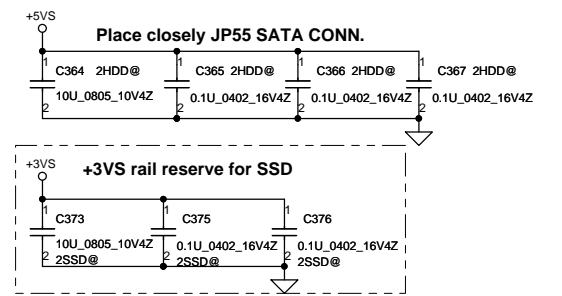 +5VS
Place closely JP55 SATA CONN.
1 C364 2HDD@ 1 C365 2HDD@ 1 C366 2HDD@ 1 C367 2HDD@
10U_0805_10V4Z 0.1U_0402_16V4Z 0.1U_0402_16V4Z 0.1U_0402_16V4Z
2 2 2 2
+3VS
+3VS rail reserve for SSD
1 C373 1 C375 1 C376
10U_0805_10V4Z 0.1U_0402_16V4Z 0.1U_0402_16V4Z
2 2SSD@ 2 2SSD@ 2 2SSD@